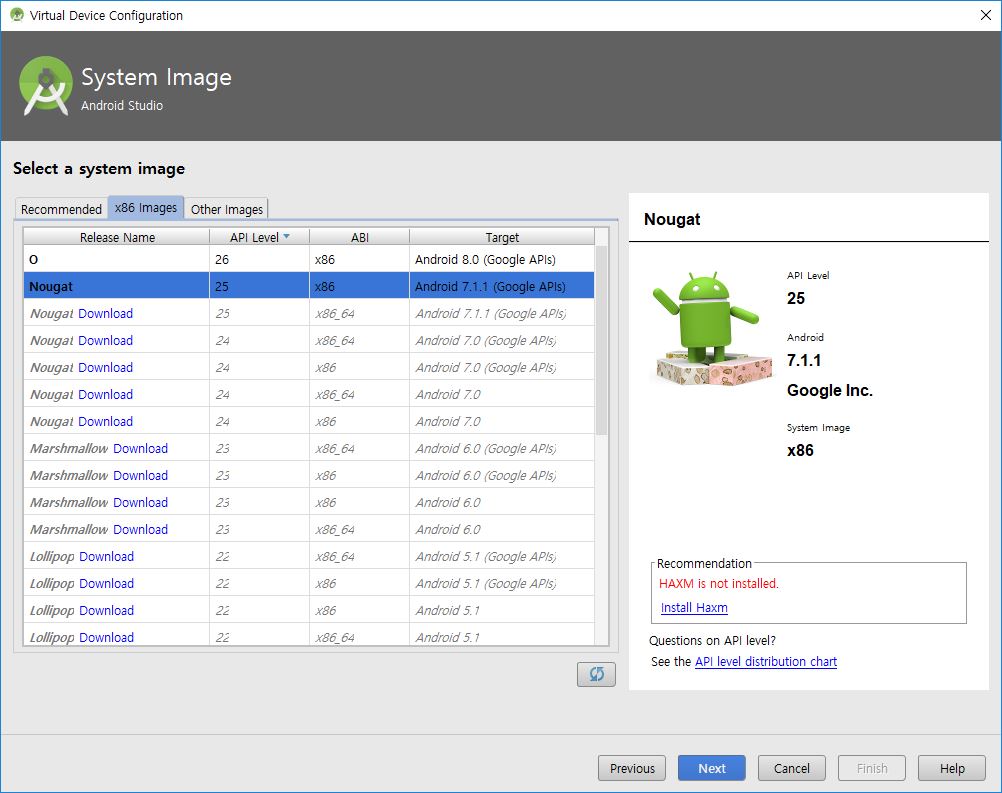 Virtual Device Configuration
System Image
Android Studio
Select a system image
Recommended x86 Images Other Images
Release Name API Level ABI Target
O 26 x86 Android 8.0 (Google APIs)
Nougat 25 x86 Android 7.1.1 (Google APIs)
Nougat Download 25 x86_64 Android 7.1.1 (Google APIs)
Nougat Download 24 x86_64 Android 7.0 (Google APIs)
Nougat Download 24 x86 Android 7.0 (Google APIs)
Nougat Download 24 x86_64 Android 7.0
Nougat Download 24 x86 Android 7.0
Marshmallow Download 23 x86_64 Android 6.0 (Google APIs)
Marshmallow Download 23 x86 Android 6.0 (Google APIs)
Marshmallow Download 23 x86 Android 6.0
Marshmallow Download 23 x86_64 Android 6.0
Lollipop Download 22 x86_64 Android 5.1 (Google APIs)
Lollipop Download 22 x86 Android 5.1 (Google APIs)
Lollipop Download 22 x86 Android 5.1
Lollipop Download 22 x86_64 Android 5.1
Nougat
API Level
25
Android
7.1.1
Google Inc.
System Image
x86
Recommendation
HAXM is not installed.
Install Haxm
Questions on API level?
See the API level distribution chart
Previous Next Cancel Finish Help